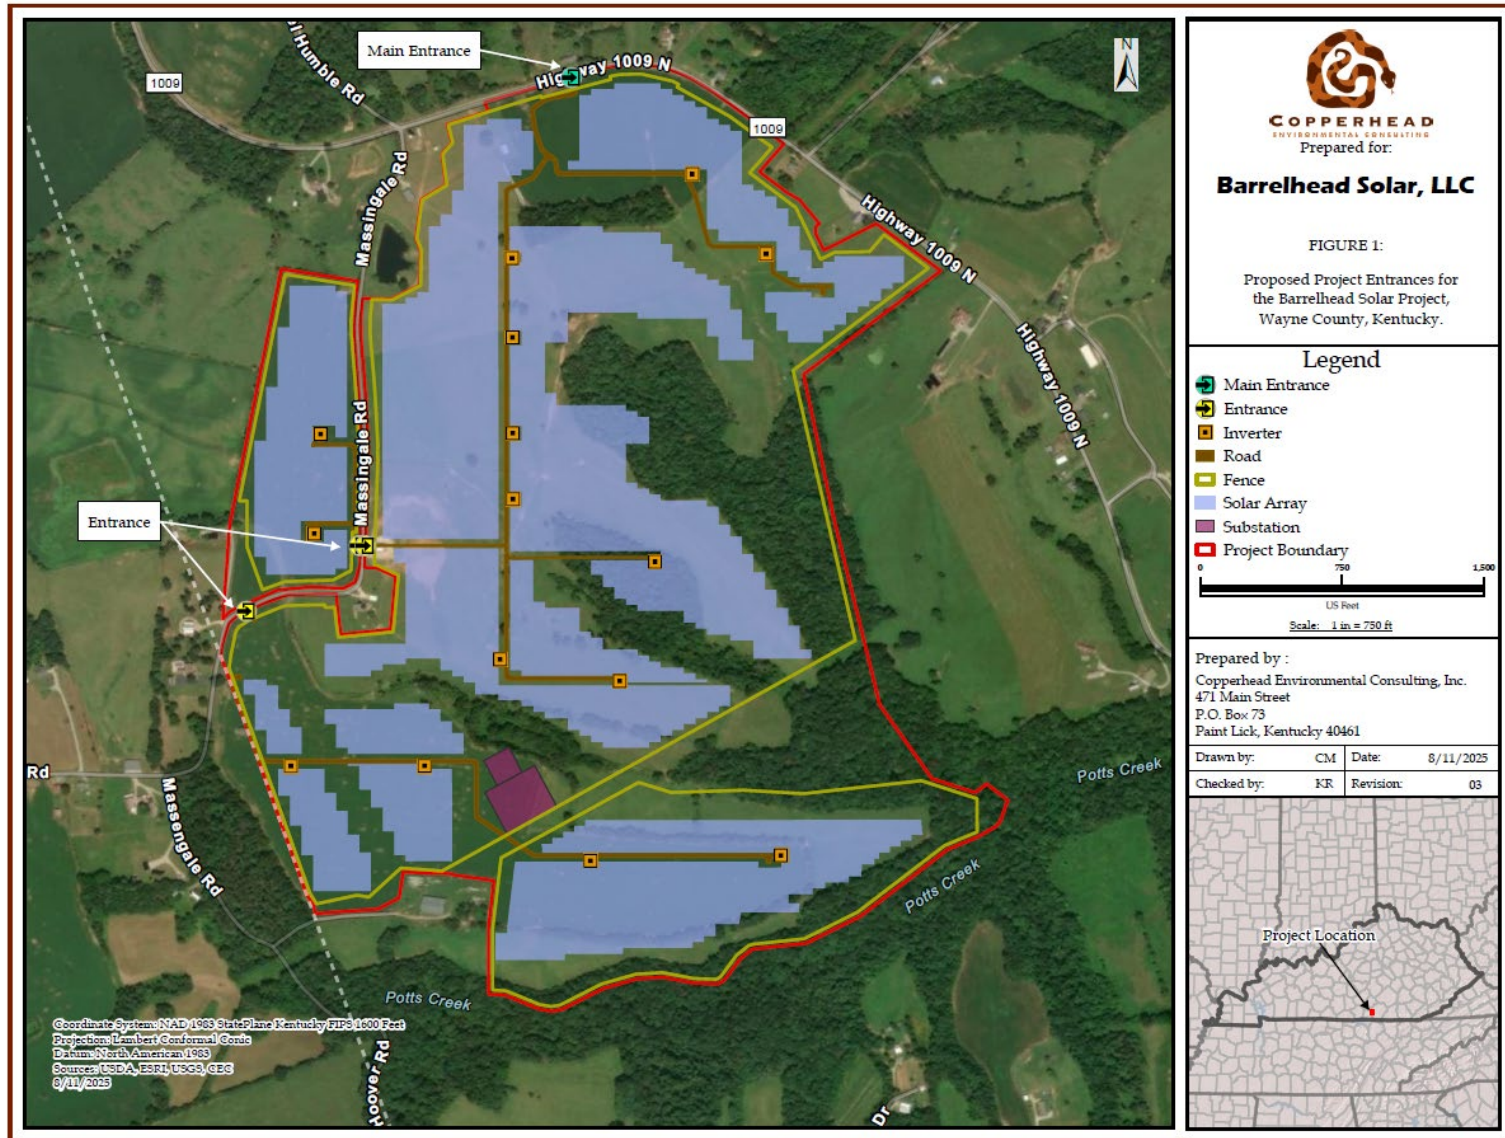 Main Entrance
1009
el Humble Rd
Highway 1009 N
N
1009
Massingale Rd
Highway 1009 N
Highway 1009 N
Massingale Rd
Entrance
Rd
Massengale Rd
Potts Creek
Potts Creek
Potts Creek
Hoover Rd
Dr
Coordinate System: NAD 1983 StatePlane Kentucky FIPS 1600 Feet
Projection: Lambert Conformal Conic
Datum: North American 1983
Sources: USDA, ESRI, USGS, CEC
8/11/2025
COPPERHEAD
ENVIRONMENTAL CONSULTING
Prepared for:
Barrelhead Solar, LLC
FIGURE 1:
Proposed Project Entrances for
the Barrelhead Solar Project,
Wayne County, Kentucky.
Legend
Main Entrance
Entrance
Inverter
Road
Fence
Solar Array
Substation
Project Boundary
0 750 1,500
US Feet
Scale: 1 in = 750 ft
Prepared by :
Copperhead Environmental Consulting, Inc.
471 Main Street
P.O. Box 73
Paint Lick, Kentucky 40461
Drawn by: CM Date: 8/11/2025
Checked by: KR Revision: 03
Project Location